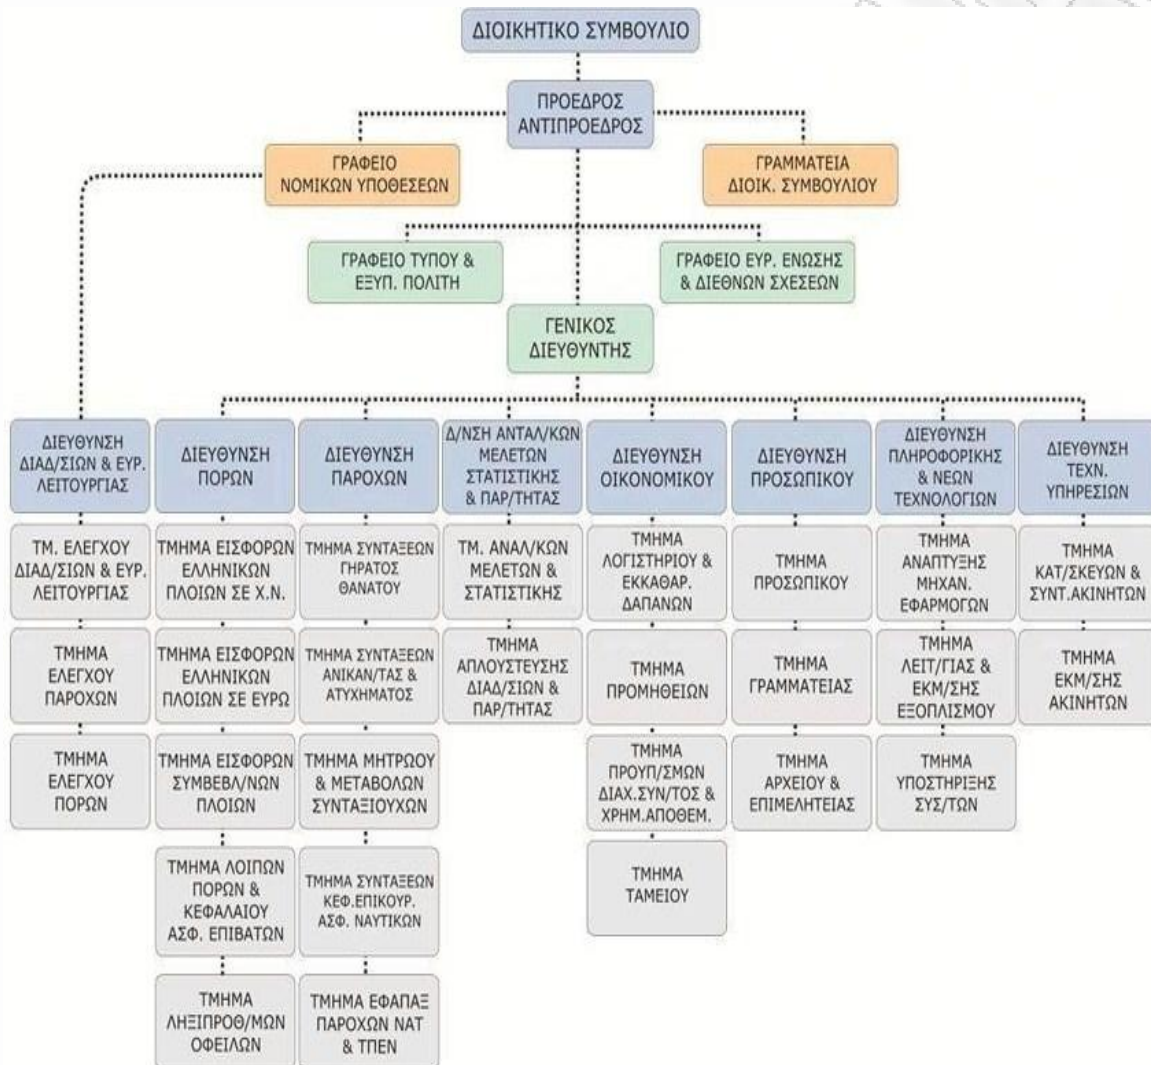 ΔΙΟΙΚΗΤΙΚΟ ΣΥΜΒΟΥΛΙΟ
ΠΡΟΕΔΡΟΣ
ΑΝΤΙΠΡΟΕΔΡΟΣ
ΓΡΑΦΕΙΟ
ΝΟΜΙΚΩΝ ΥΠΟΘΕΣΕΩΝ
ΓΡΑΜΜΑΤΕΙΑ
ΔΙΟΙΚ. ΣΥΜΒΟΥΛΙΟΥ
ΓΡΑΦΕΙΟ ΤΥΠΟΥ &
ΕΞΥΠ. ΠΟΛΙΤΗ
ΓΡΑΦΕΙΟ ΕΥΡ. ΕΝΩΣΗΣ
& ΔΙΕΘΝΩΝ ΣΧΕΣΕΩΝ
ΓΕΝΙΚΟΣ
ΔΙΕΥΘΥΝΤΗΣ
ΔΙΕΥΘΥΝΣΗ
ΔΙΑΔ/ΣΙΩΝ & ΕΥΡ.
ΛΕΙΤΟΥΡΓΙΑΣ
ΔΙΕΥΘΥΝΣΗ
ΠΟΡΩΝ
ΔΙΕΥΘΥΝΣΗ
ΠΑΡΟΧΩΝ
Δ/ΝΣΗ ΑΝΤΑΛ/ΚΩΝ
ΜΕΛΕΤΩΝ
ΣΤΑΤΙΣΤΙΚΗΣ
& ΠΑΡ/ΤΗΤΑΣ
ΔΙΕΥΘΥΝΣΗ
ΟΙΚΟΝΟΜΙΚΟΥ
ΔΙΕΥΘΥΝΣΗ
ΠΡΟΣΩΠΙΚΟΥ
ΔΙΕΥΘΥΝΣΗ
ΠΛΗΡΟΦΟΡΙΚΗΣ
& ΝΕΩΝ
ΤΕΧΝΟΛΟΓΙΩΝ
ΔΙΕΥΘΥΝΣΗ
ΤΕΧΝ.
ΥΠΗΡΕΣΙΩΝ
ΤΜ. ΕΛΕΓΧΟΥ
ΔΙΑΔ/ΣΙΩΝ & ΕΥΡ.
ΛΕΙΤΟΥΡΓΙΑΣ
ΤΜΗΜΑ ΕΙΣΦΟΡΩΝ
ΕΛΛΗΝΙΚΩΝ
ΠΛΟΙΩΝ ΣΕ Χ.Ν.
ΤΜΗΜΑ ΣΥΝΤΑΞΕΩΝ
ΓΗΡΑΤΟΣ
ΘΑΝΑΤΟΥ
ΤΜ. ΑΝΑΛ/ΚΩΝ
ΜΕΛΕΤΩΝ &
ΣΤΑΤΙΣΤΙΚΗΣ
ΤΜΗΜΑ
ΛΟΓΙΣΤΗΡΙΟΥ &
ΕΚΚΑΘΑΡ.
ΔΑΠΑΝΩΝ
ΤΜΗΜΑ
ΠΡΟΣΩΠΙΚΟΥ
ΤΜΗΜΑ
ΑΝΑΠΤΥΞΗΣ
ΜΗΧΑΝ.
ΕΦΑΡΜΟΓΩΝ
ΤΜΗΜΑ
ΚΑΤ/ΣΚΕΥΩΝ &
ΣΥΝΤ.ΑΚΙΝΗΤΩΝ
ΤΜΗΜΑ
ΕΛΕΓΧΟΥ
ΠΑΡΟΧΩΝ
ΤΜΗΜΑ ΕΙΣΦΟΡΩΝ
ΕΛΛΗΝΙΚΩΝ
ΠΛΟΙΩΝ ΣΕ ΕΥΡΩ
ΤΜΗΜΑ ΣΥΝΤΑΞΕΩΝ
ΑΝΙΚΑΝ/ΤΑΣ &
ΑΤΥΧΗΜΑΤΟΣ
ΤΜΗΜΑ
ΑΠΛΟΥΣΤΕΥΣΗΣ
ΔΙΑΔ/ΣΙΩΝ &
ΠΑΡ/ΤΗΤΑΣ
ΤΜΗΜΑ
ΠΡΟΜΗΘΕΙΩΝ
ΤΜΗΜΑ
ΓΡΑΜΜΑΤΕΙΑΣ
ΤΜΗΜΑ
ΛΕΙΤ/ΓΙΑΣ &
ΕΚΜ/ΣΗΣ
ΕΞΟΠΛΙΣΜΟΥ
ΤΜΗΜΑ
ΕΚΜ/ΣΗΣ
ΑΚΙΝΗΤΩΝ
ΤΜΗΜΑ
ΕΛΕΓΧΟΥ
ΠΟΡΩΝ
ΤΜΗΜΑ ΕΙΣΦΟΡΩΝ
ΣΥΜΒΕΒΛ/ΝΩΝ
ΠΛΟΙΩΝ
ΤΜΗΜΑ ΜΗΤΡΩΟΥ
& ΜΕΤΑΒΟΛΩΝ
ΣΥΝΤΑΞΙΟΥΧΩΝ
ΤΜΗΜΑ
ΠΡΟΥΠ/ΣΜΩΝ
ΔΙΑΧ.ΣΥΝ/ΤΟΣ &
ΧΡΗΜ.ΑΠΟΘΕΜ.
ΤΜΗΜΑ
ΑΡΧΕΙΟΥ &
ΕΠΙΜΕΛΗΤΕΙΑΣ
ΤΜΗΜΑ
ΥΠΟΣΤΗΡΙΞΗΣ
ΣΥΣ/ΤΩΝ
ΤΜΗΜΑ ΛΟΙΠΩΝ
ΠΟΡΩΝ &
ΚΕΦΑΛΑΙΟΥ
ΑΣΦ. ΕΠΙΒΑΤΩΝ
ΤΜΗΜΑ ΣΥΝΤΑΞΕΩΝ
ΚΕΦ.ΕΠΙΚΟΥΡ.
ΑΣΦ. ΝΑΥΤΙΚΩΝ
ΤΜΗΜΑ
ΤΑΜΕΙΟΥ
ΤΜΗΜΑ
ΛΗΞΙΠΡΟΘ/ΜΩΝ
ΟΦΕΙΛΩΝ
ΤΜΗΜΑ ΕΦΑΠΑΞ
ΠΑΡΟΧΩΝ ΝΑΤ
& ΤΠΕΝ